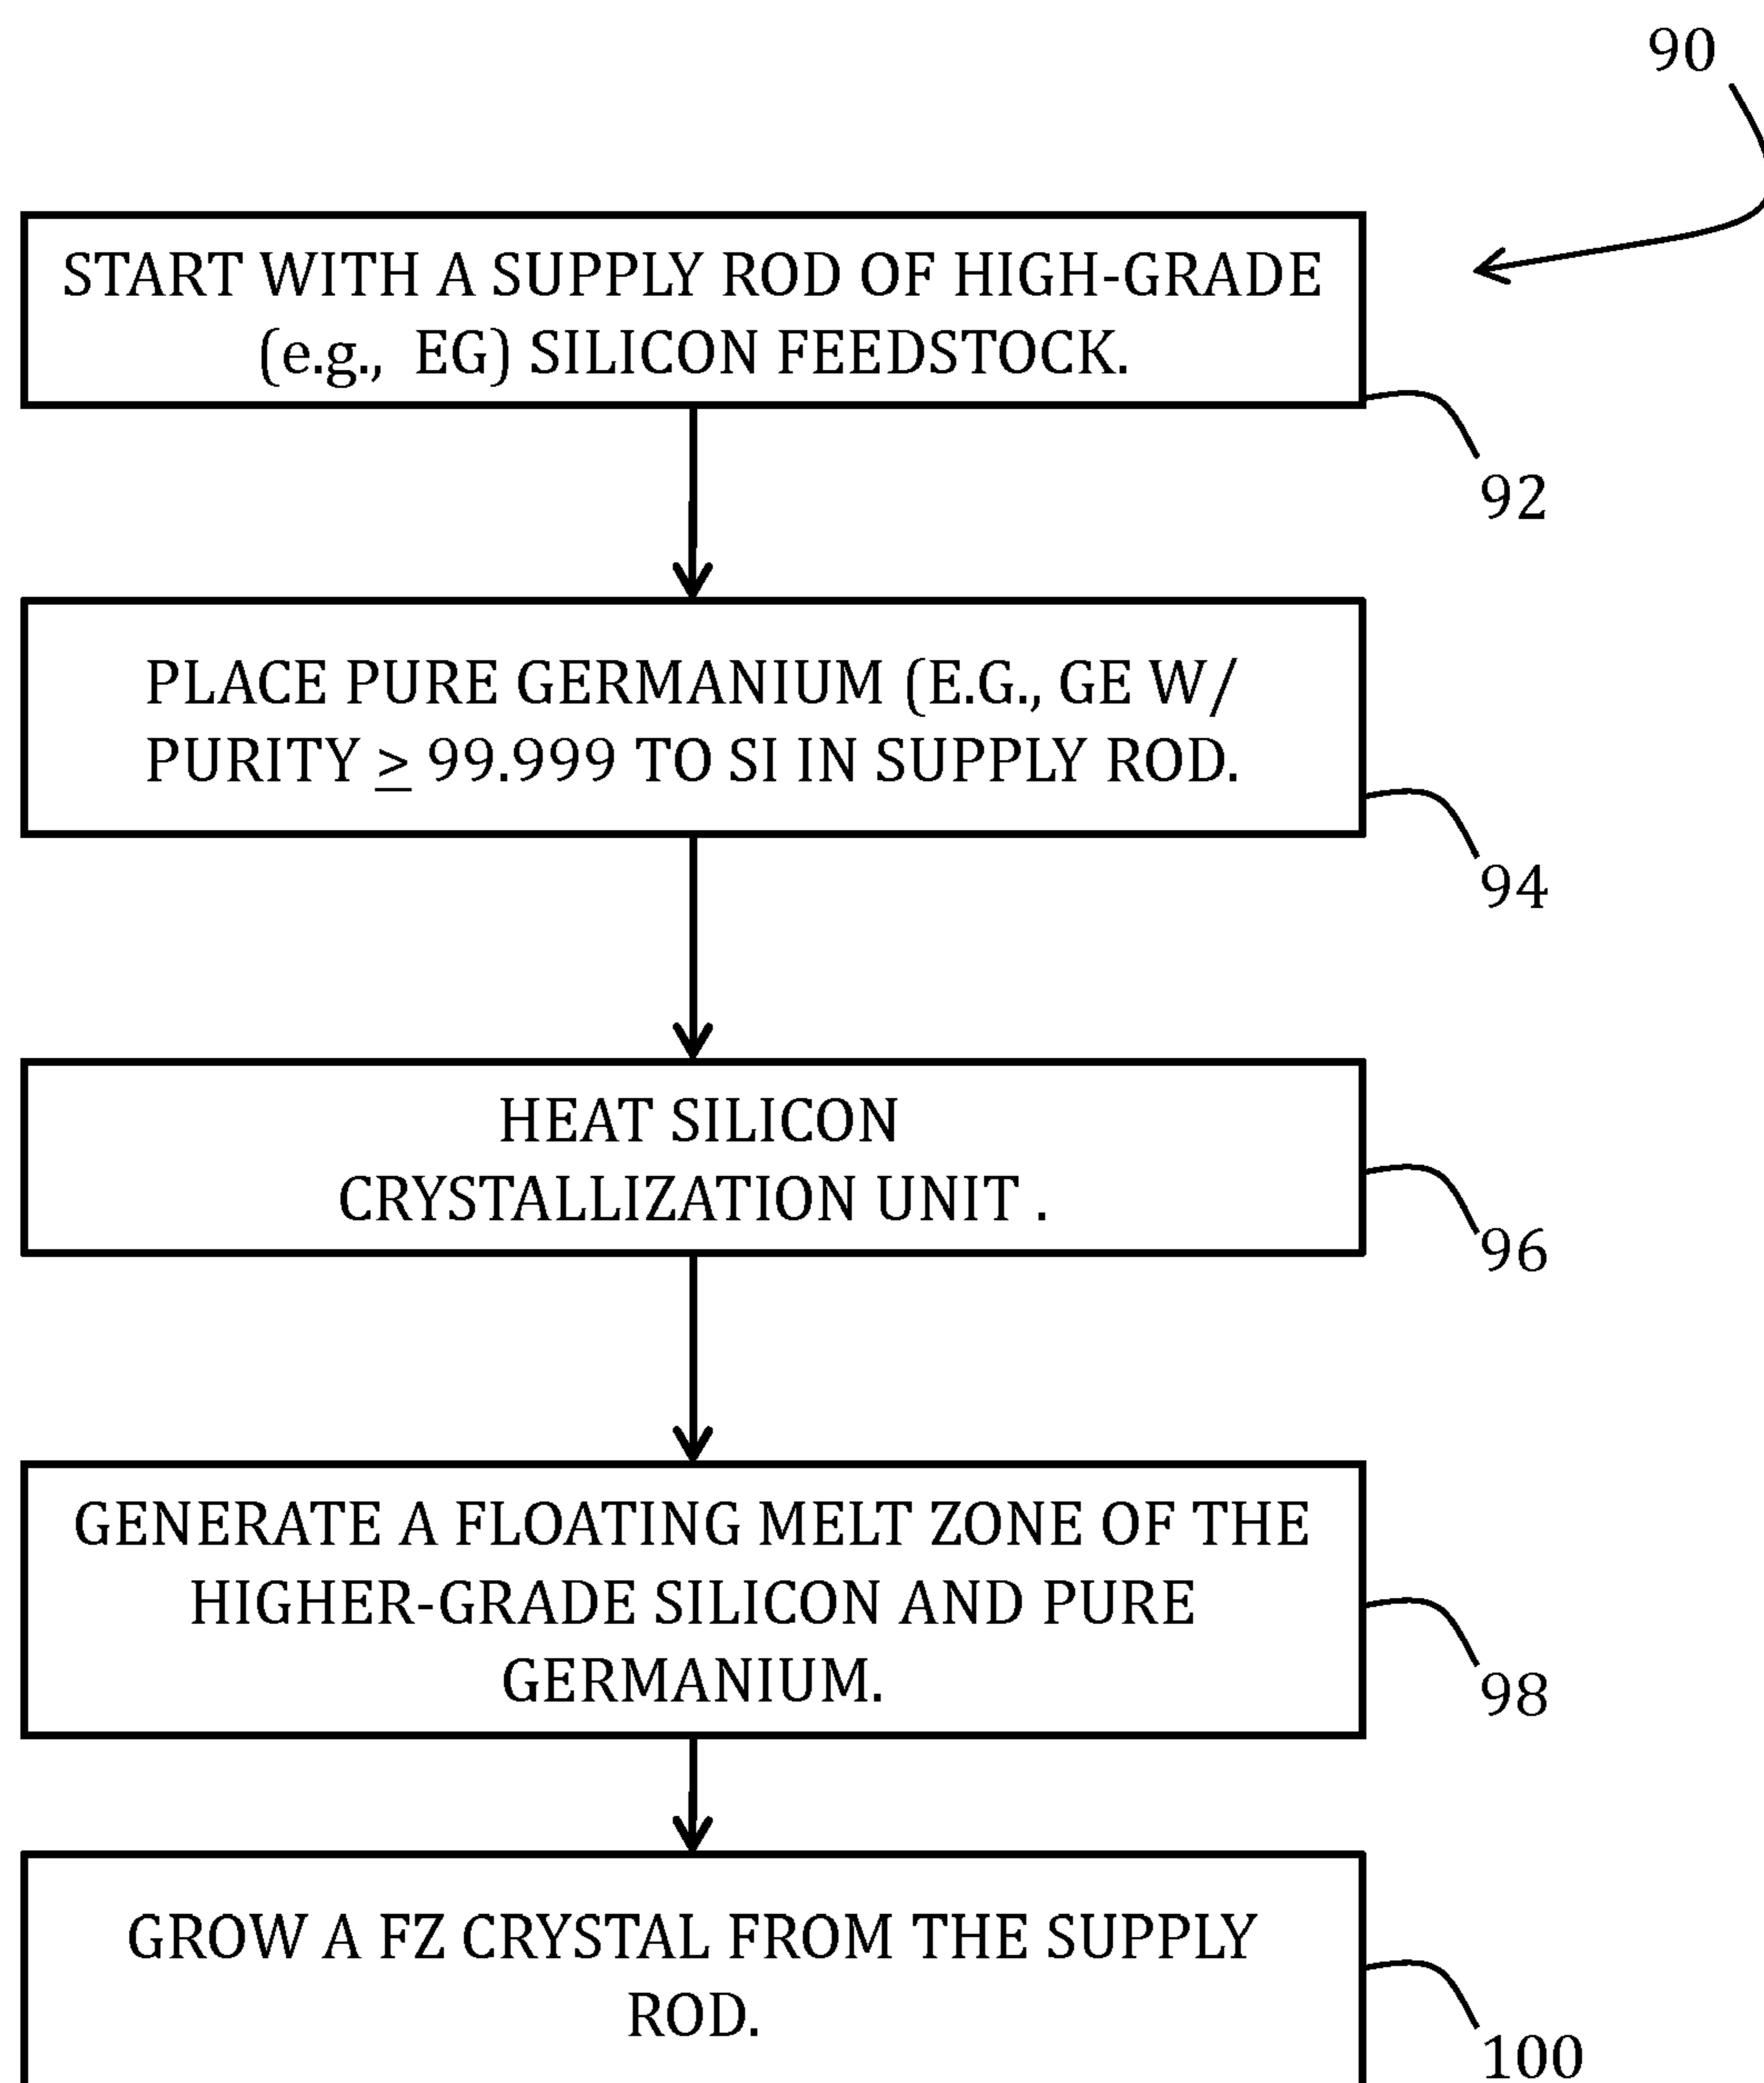 90
START WITH A SUPPLY ROD OF HIGH-GRADE
(e.g., EG) SILICON FEEDSTOCK.
92
PLACE PURE GERMANIUM (E.G., GE W/
PURITY ≥ 99.999 TO SI IN SUPPLY ROD.
94
HEAT SILICON
CRYSTALLIZATION UNIT .
96
GENERATE A FLOATING MELT ZONE OF THE
HIGHER-GRADE SILICON AND PURE
GERMANIUM.
98
GROW A FZ CRYSTAL FROM THE SUPPLY
ROD.
100